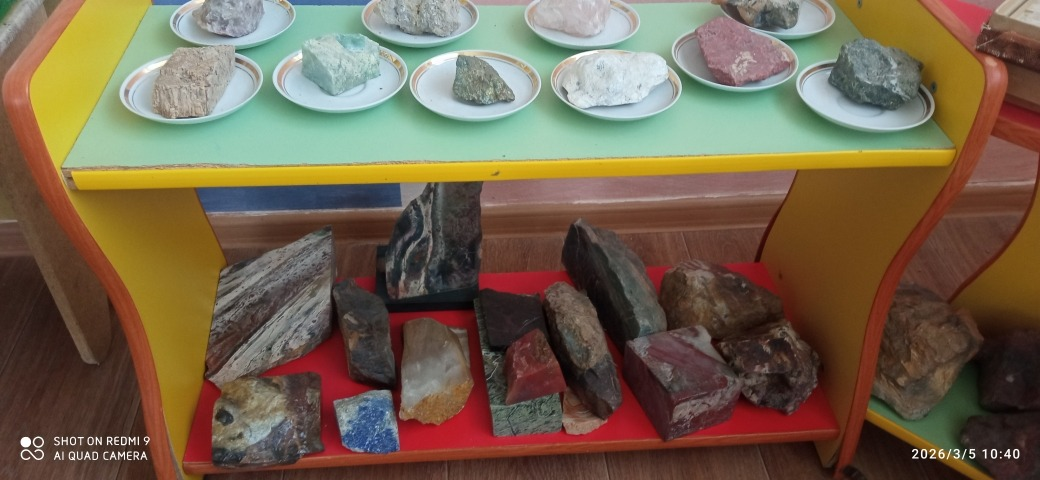 SHOT ON REDMI 9
AI QUAD CAMERA
2026/3/5 10:40